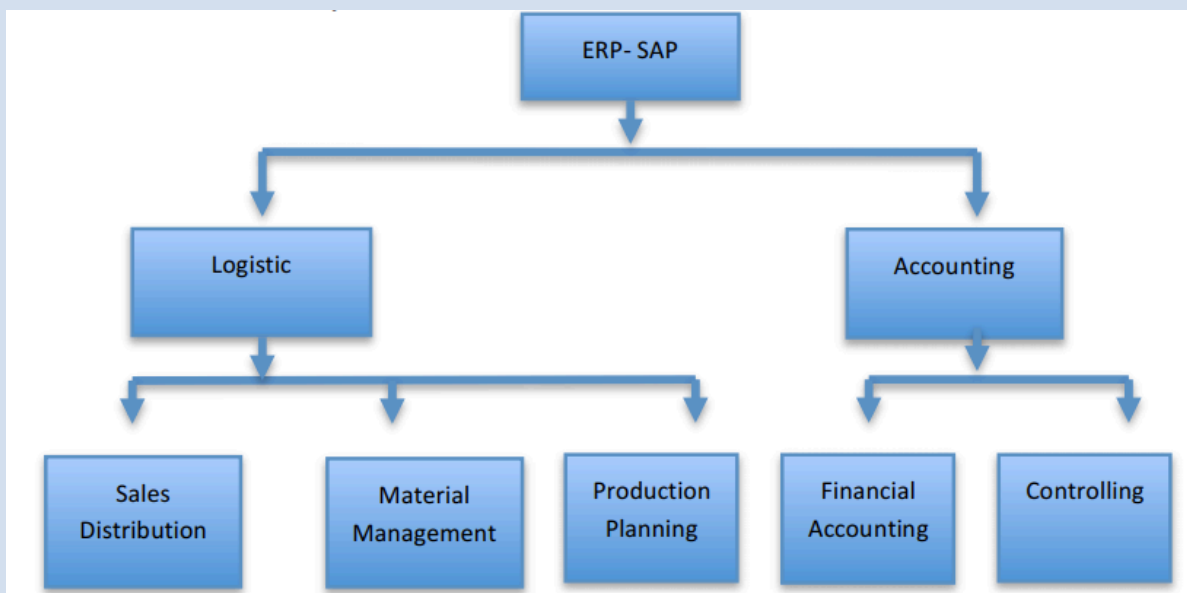 ERP- SAP
Logistic
Accounting
Sales
Distribution
Material
Management
Production
Planning
Financial
Accounting
Controlling